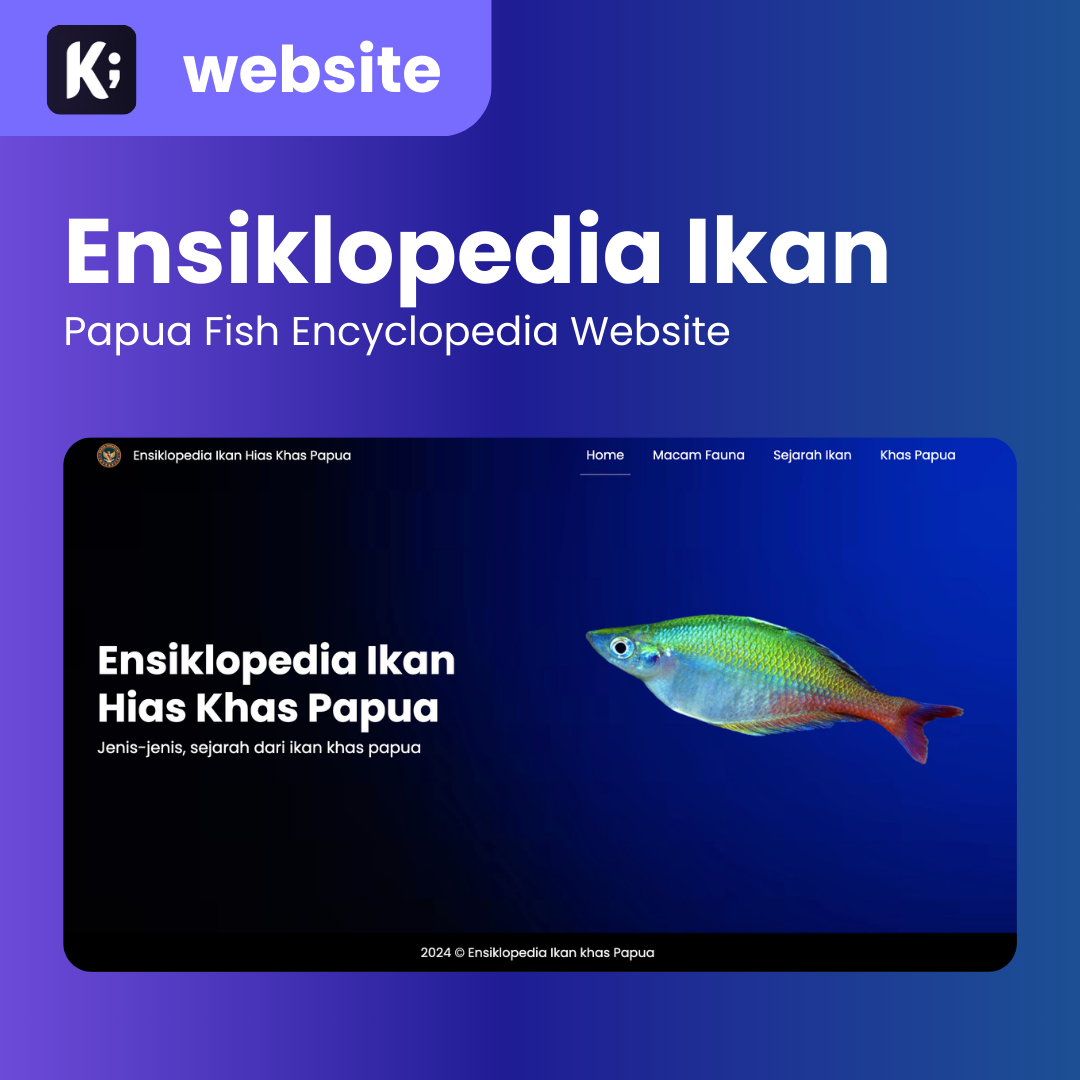 K;
website
Ensiklopedia Ikan
Papua Fish Encyclopedia Website
Ensiklopedia Ikan Hias Khas Papua
Home Macam Fauna Sejarah Ikan Khas Papua
Ensiklopedia Ikan
Hias Khas Papua
Jenis-jenis, sejarah dari ikan khas papua
2024 © Ensiklopedia Ikan khas Papua